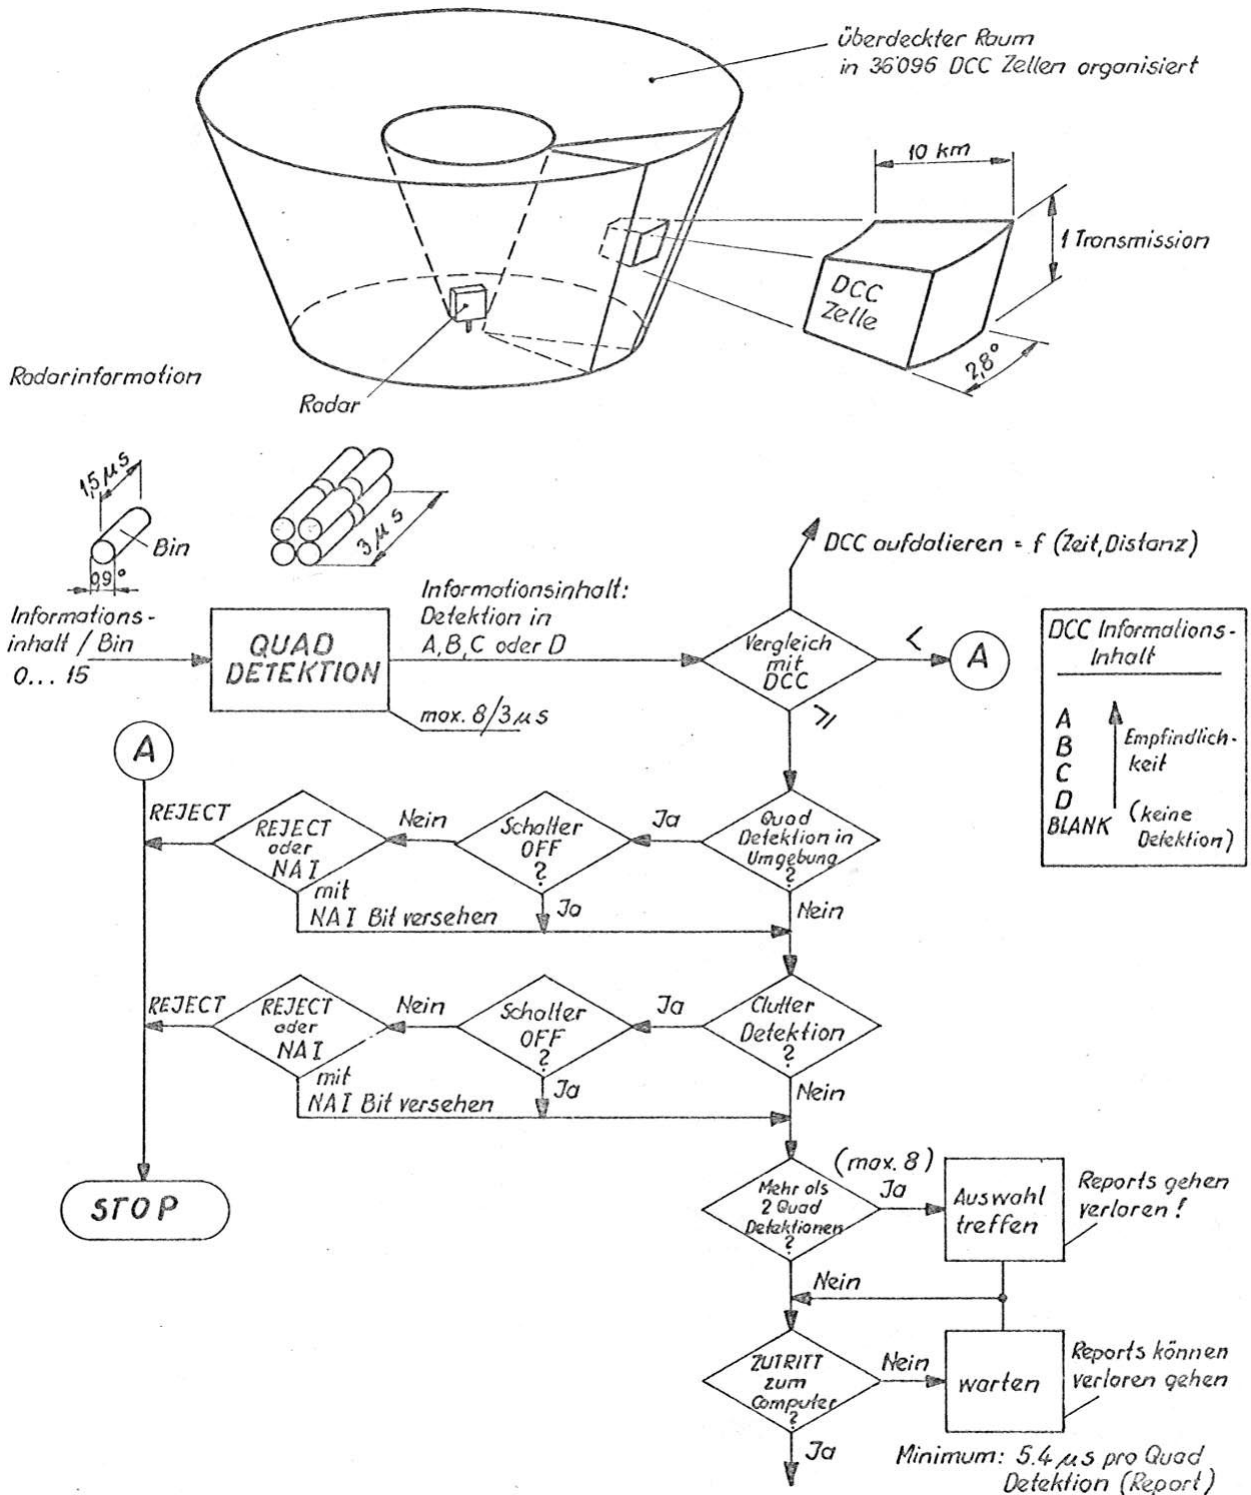 überdeckter Raum
in 36'096 DCC Zellen organisiert
10 km
1 Transmission
DCC
Zelle
2,8°
Radarinformation
Radar
1,5 µs
Bin
0,9°
3 µs
DCC aufdatieren = f (Zeit, Distanz)
Informations-
inhalt / Bin
0... 15
QUAD
DETEKTION
Informationsinhalt:
Detektion in
A, B, C oder D
max. 8/3 µs
Vergleich
mit
DCC
<
A
≥
DCC Informations-
Inhalt
A
B
C
D
BLANK
Empfindlich-
keit
(keine
Detektion)
A
REJECT
REJECT
oder
NAI
Nein
Schalter
OFF
?
Ja
Quad
Detektion in
Umgebung
?
mit
NAI Bit versehen
Ja
Nein
REJECT
REJECT
oder
NAI
Nein
Schalter
OFF
?
Ja
Clutter
Detektion
?
mit
NAI Bit versehen
Ja
Nein
STOP
Mehr als
2 Quad
Detektionen
?
(max. 8)
Ja
Auswahl
treffen
Reports gehen
verloren!
Nein
ZUTRITT
zum
Computer
?
Nein
warten
Reports können
verloren gehen
Ja
Minimum: 5.4 µs pro Quad
Detektion (Report)